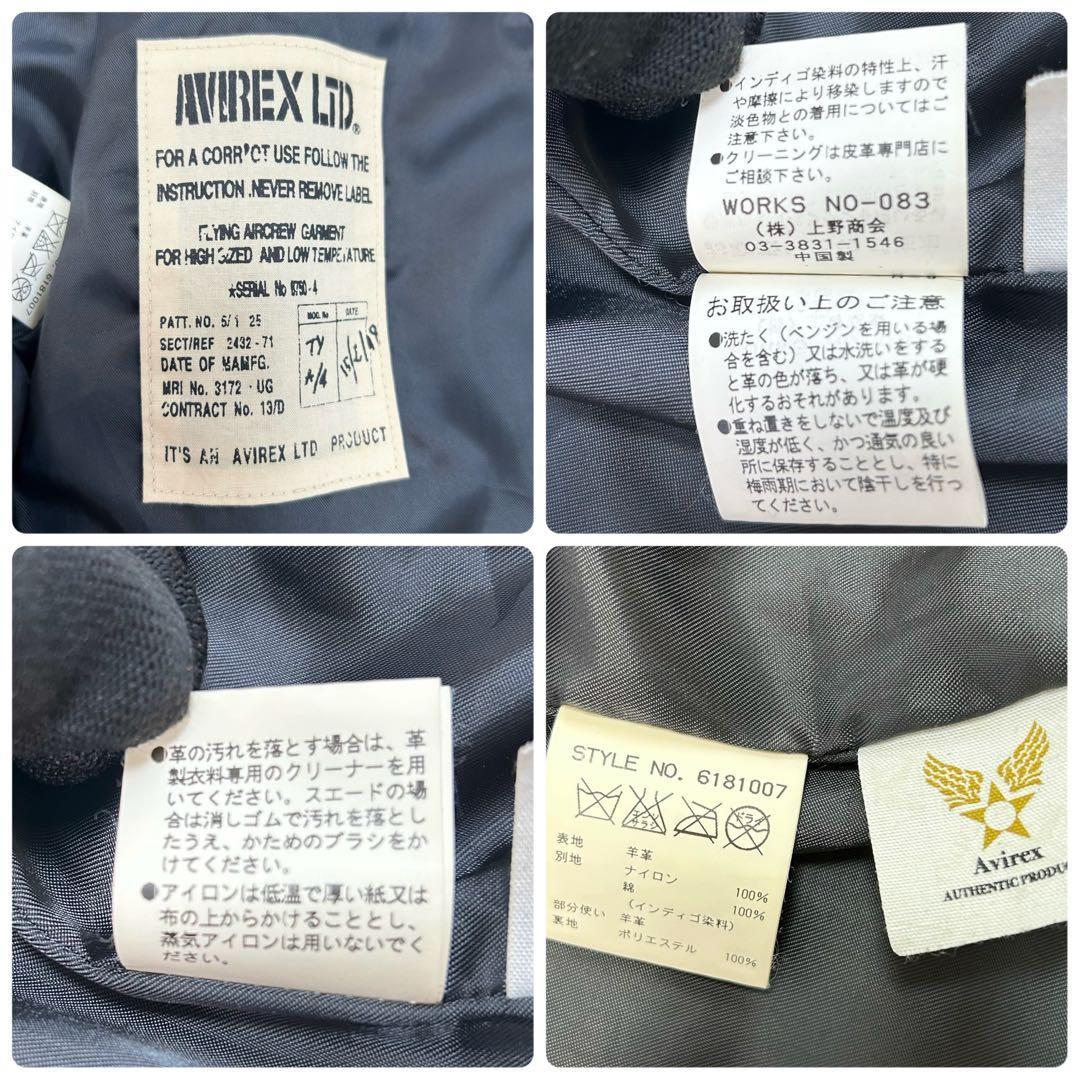 AVIREX LTD.®
FOR A CORR'CT USE FOLLOW THE
INSTRUCTION.NEVER REMOVE LABEL
FLYING AIRCREW GARMENT
FOR HIGH SIZED AND LOW TEMPERATURE
★SERIAL No 8750-4
PATT. NO. 5/1 25
SECT/REF 2432-71
DATE OF MAMFG.
MRI No. 3172・UG
CONTRACT No. 13/D
MOD. No DATE
TY
A/4
IT'S AN AVIREX LTD PRODUCT
6181007
●インディゴ染料の特性上、汗
や摩擦により移染しますので
淡色物との着用についてはご
注意下さい。
●クリーニングは皮革専門店に
ご相談下さい。
WORKS NO-083
(株)上野商会
03-3831-1546
中国製
お取扱い上のご注意
●洗たく(ベンジンを用いる場
合を含む)又は水洗いをする
と革の色が落ち、又は革が硬
化するおそれがあります。
●重ね置きをしないで温度及び
湿度が低く、かつ通気の良い
所に保存することとし、特に
梅雨期において陰干しを行っ
てください。
●革の汚れを落とす場合は、革
製衣料専用のクリーナーを用
いてください。スエードの場
合は消しゴムで汚れを落とし
たうえ、かためのブラシをか
けてください。
●アイロンは低温で厚い紙又は
布の上からかけることとし、
蒸気アイロンは用いないでく
ださい。
STYLE NO. 6181007
エンソ
サラシ
ドライ
表地 羊革
別地 ナイロン 100%
綿 100%
(インディゴ染料)
部分使い 羊革
裏地 ポリエステル 100%
Avirex
AUTHENTIC PRODUC